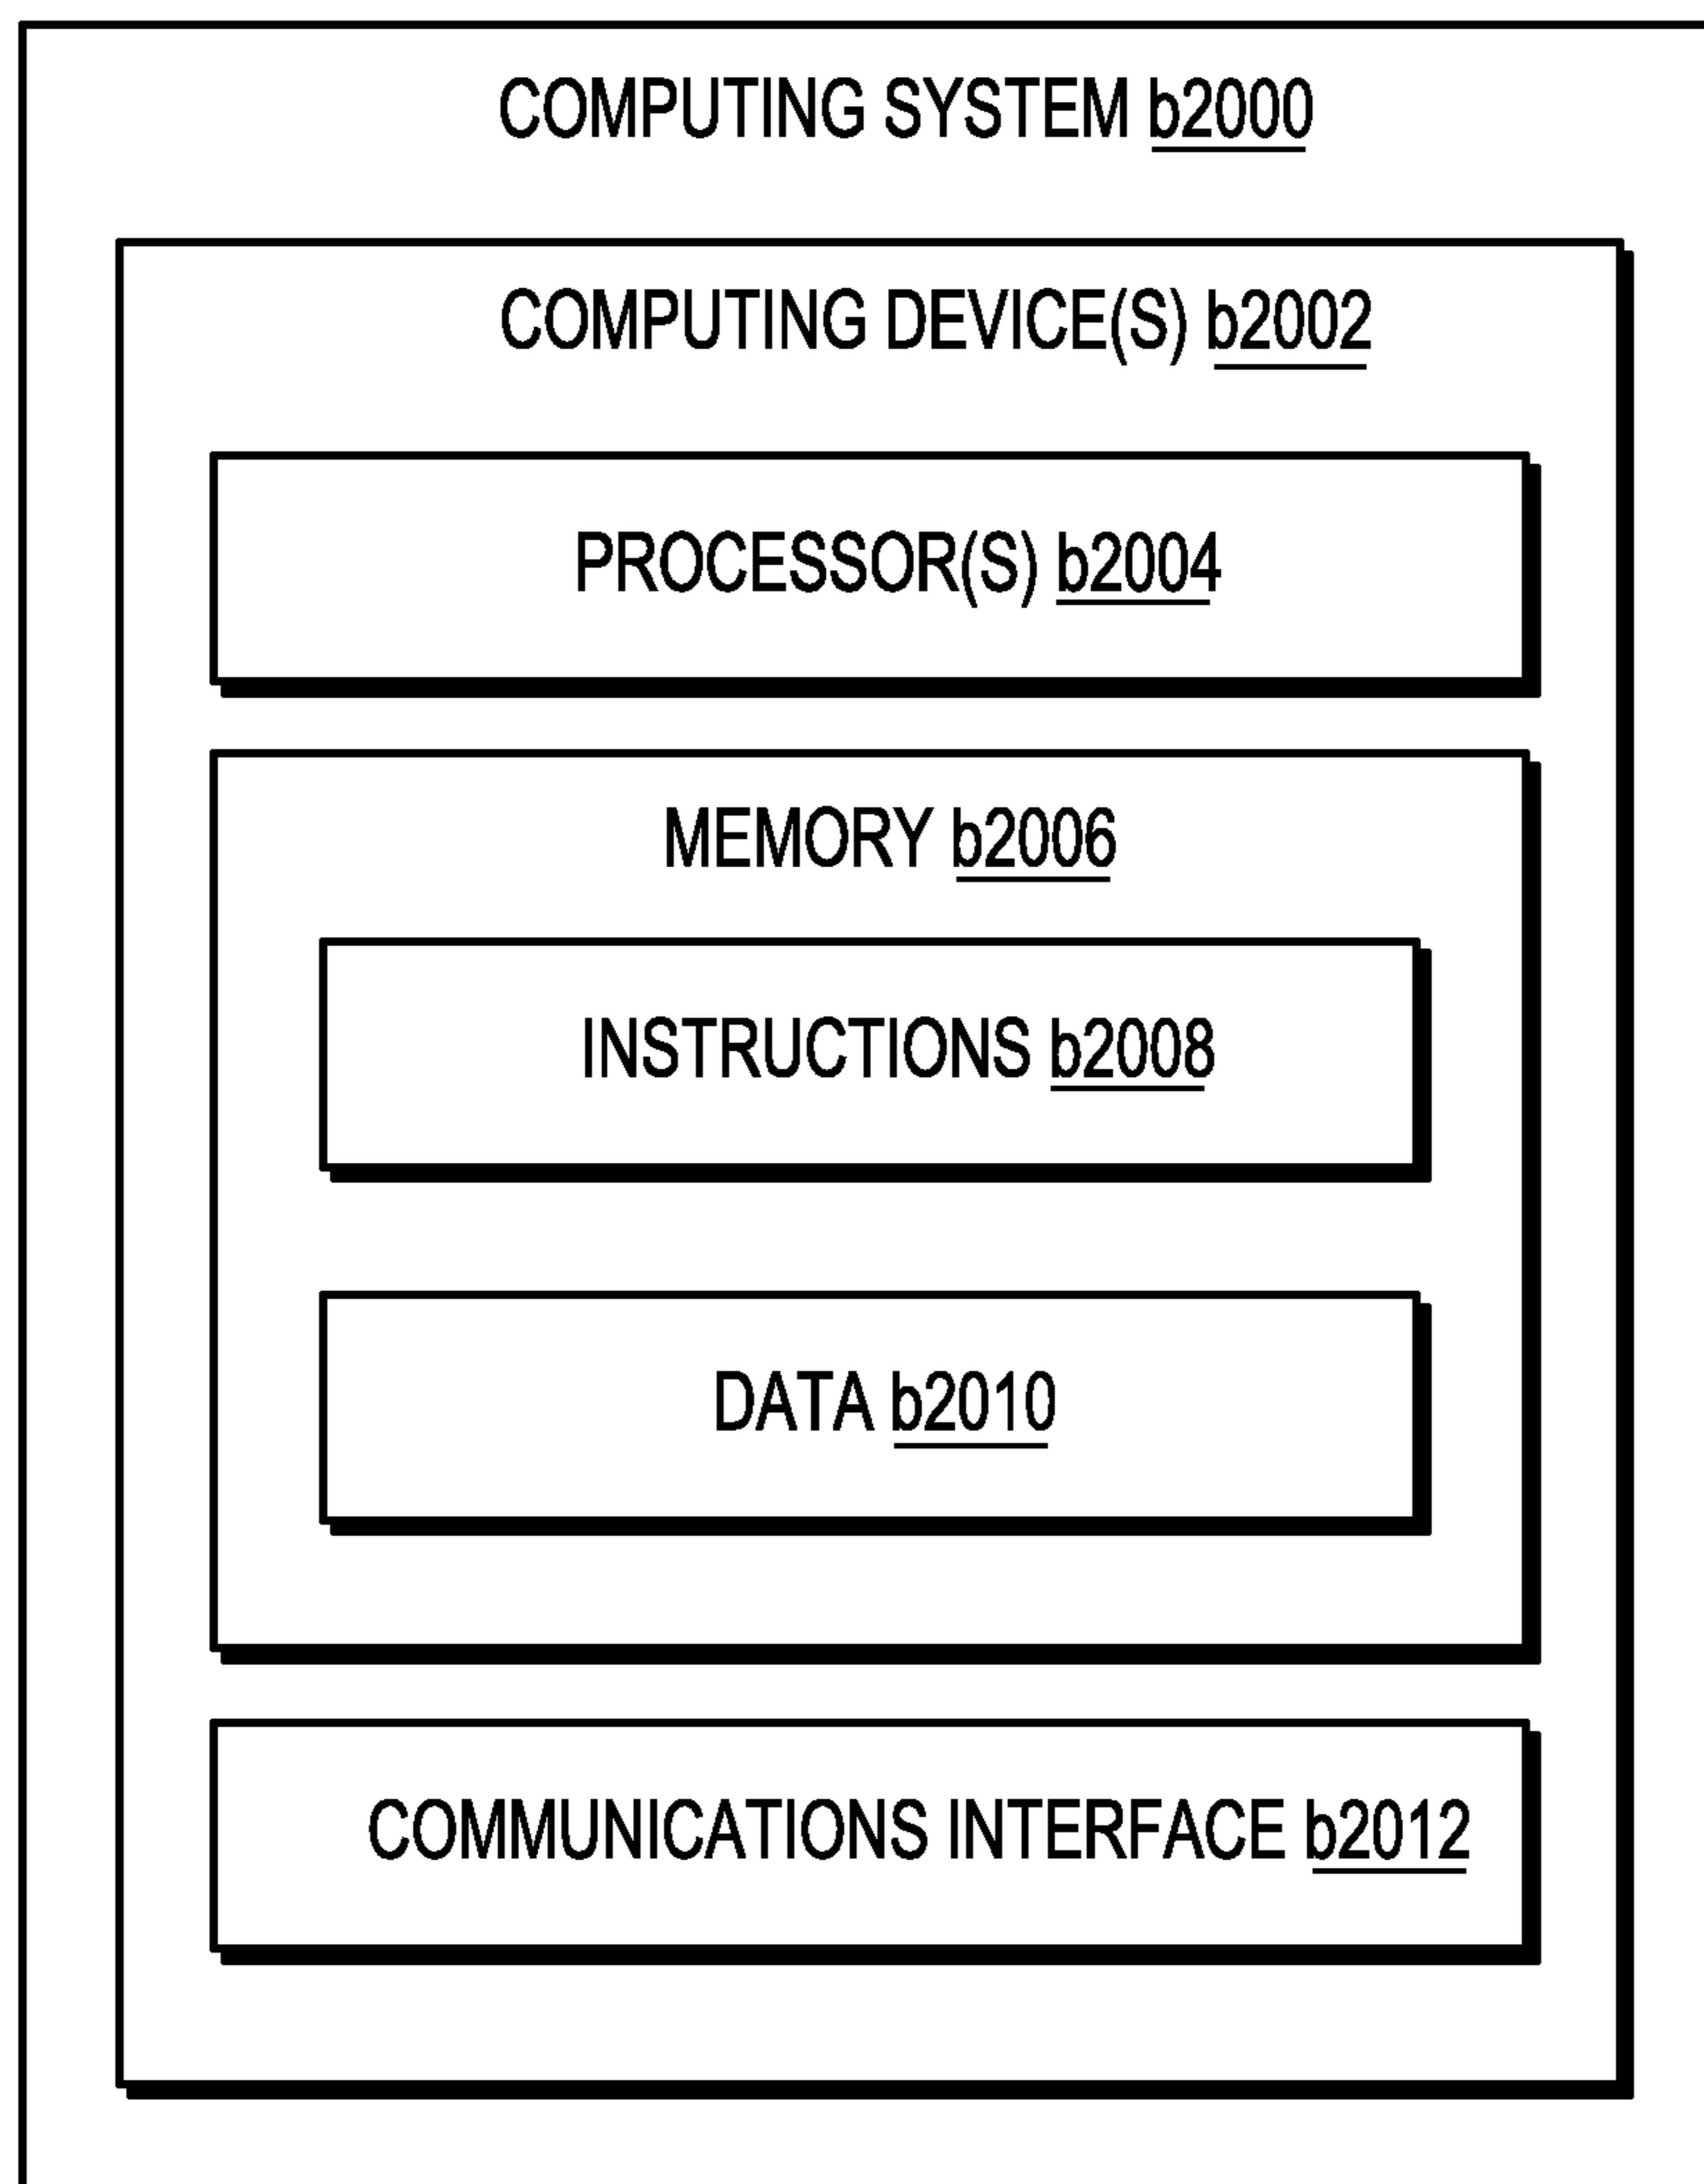 COMPUTING SYSTEM b2000
COMPUTING DEVICE(S) b2002
PROCESSOR(S) b2004
MEMORY b2006
INSTRUCTIONS b2008
DATA b2010
COMMUNICATIONS INTERFACE b2012